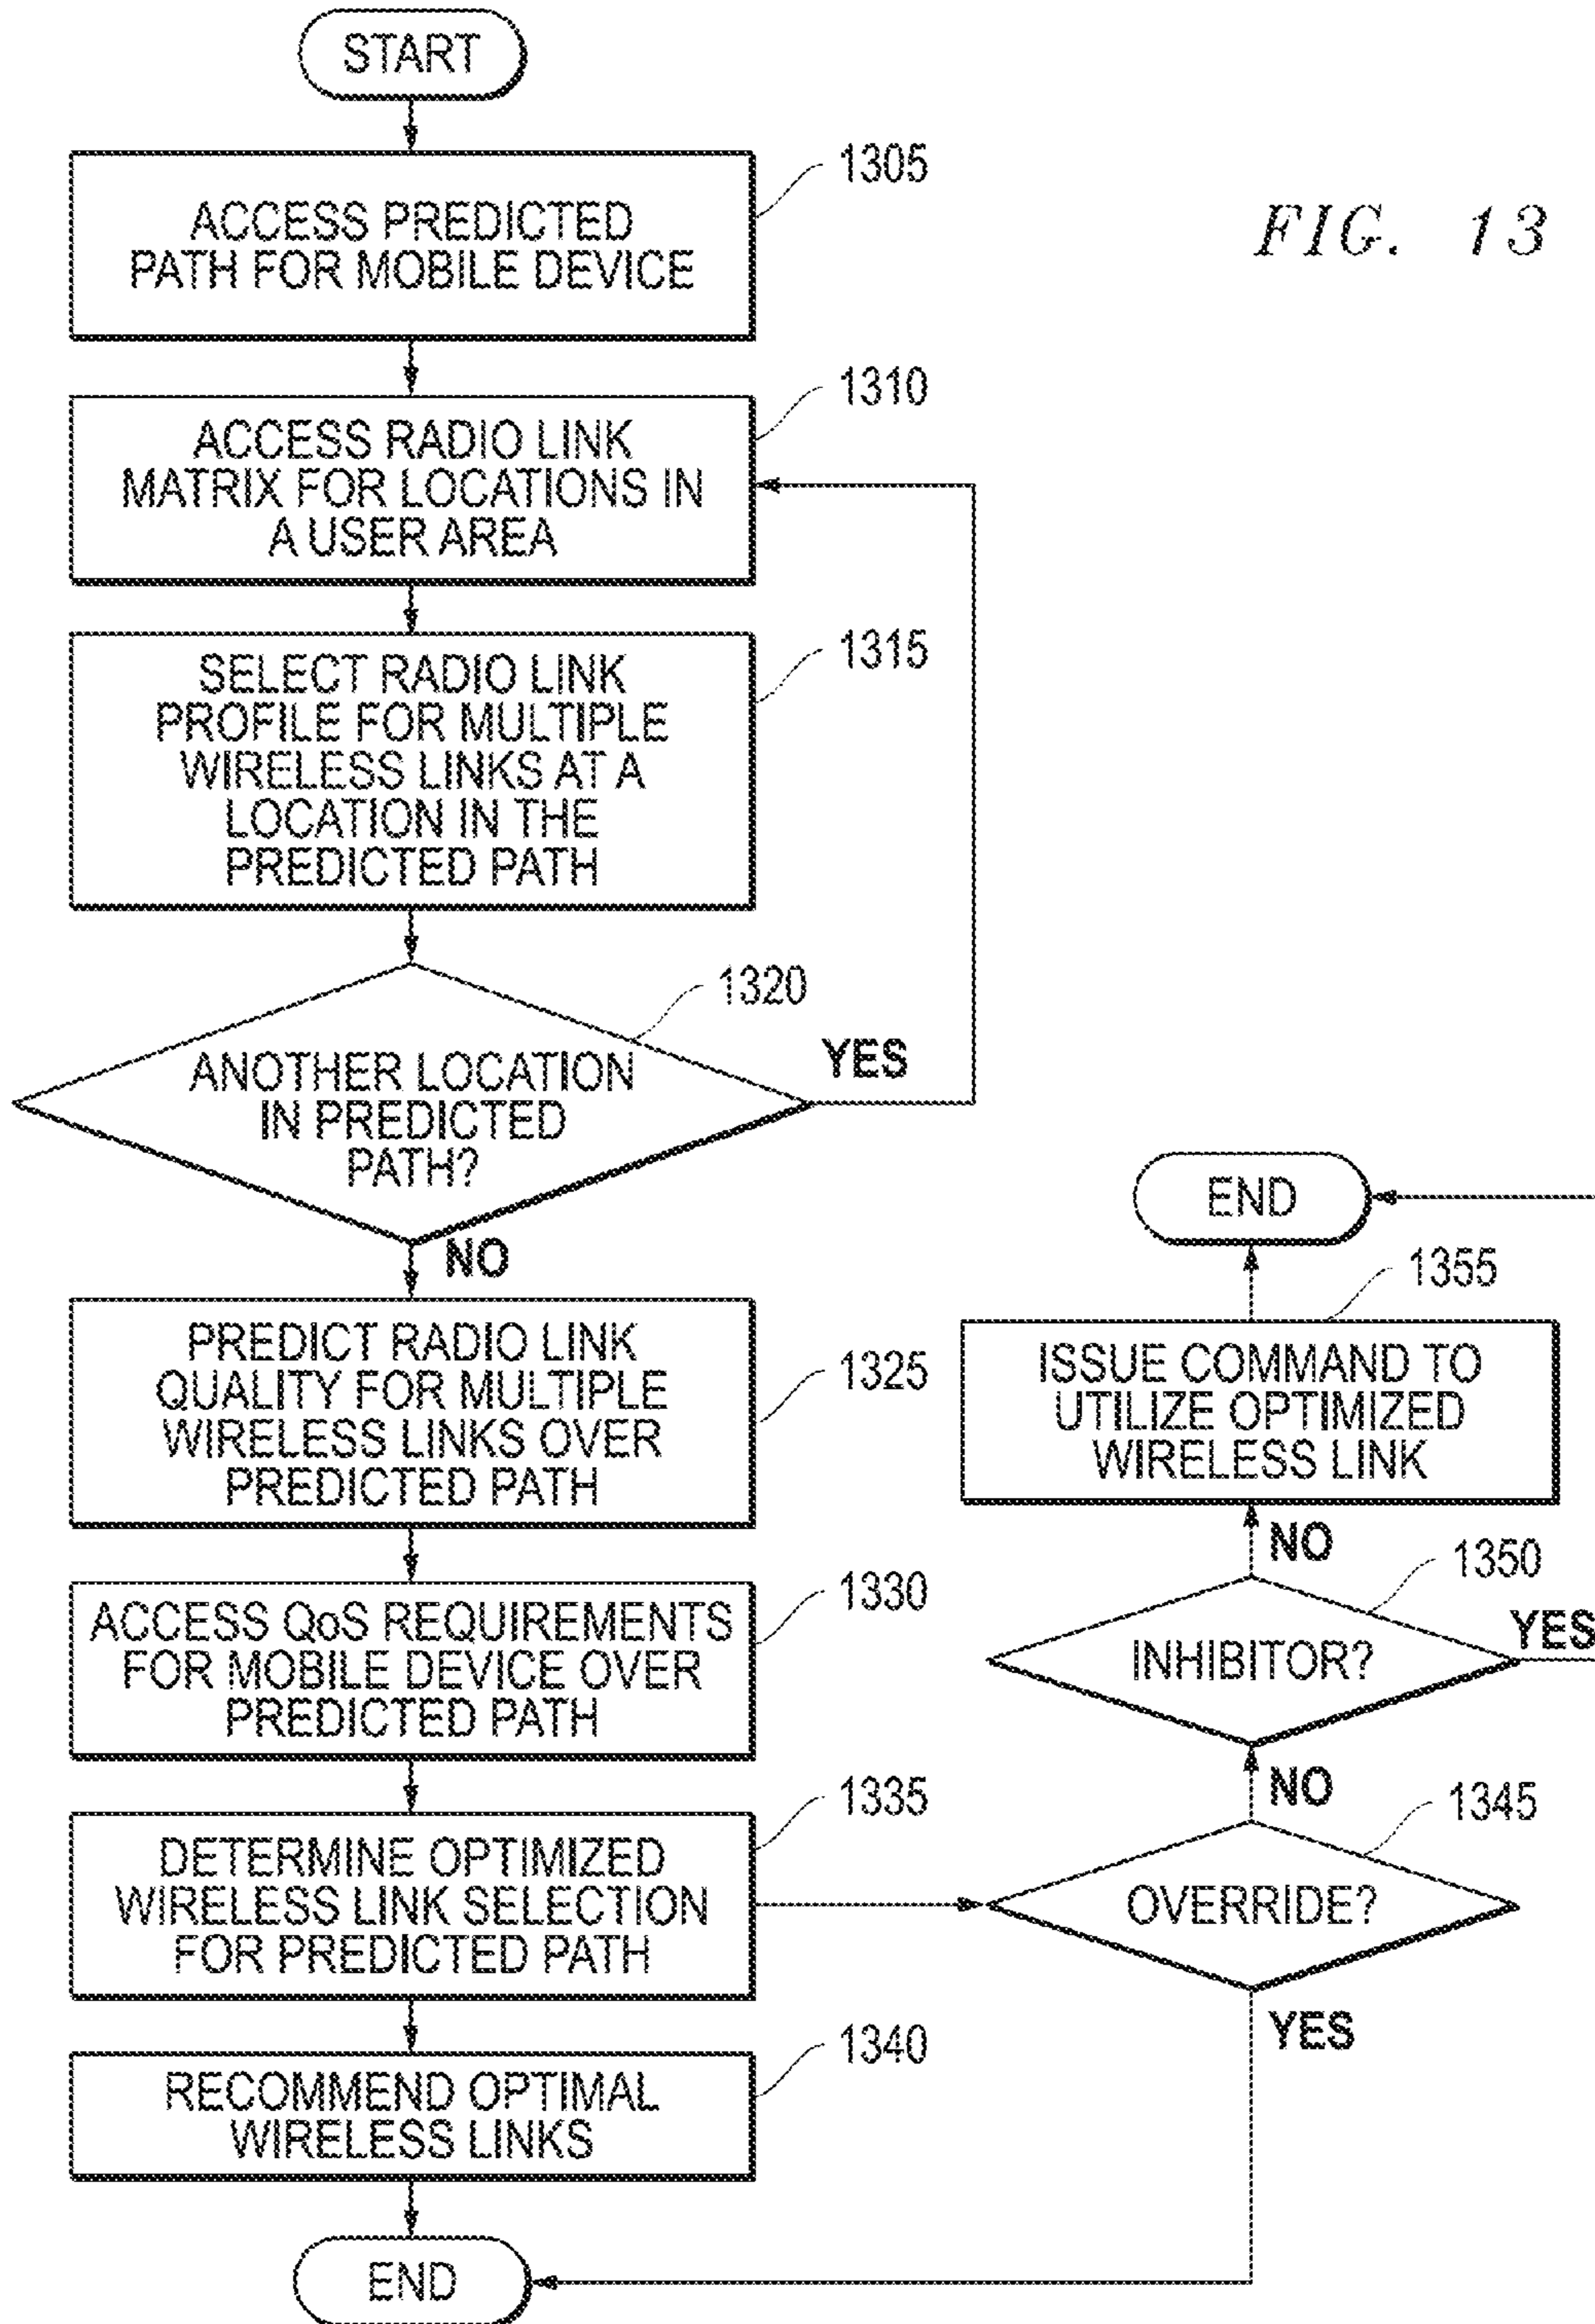 START
1305
ACCESS PREDICTED
PATH FOR MOBILE DEVICE
FIG. 13
1310
ACCESS RADIO LINK
MATRIX FOR LOCATIONS IN
A USER AREA
1315
SELECT RADIO LINK
PROFILE FOR MULTIPLE
WIRELESS LINKS AT A
LOCATION IN THE
PREDICTED PATH
1320
ANOTHER LOCATION
IN PREDICTED
PATH?
YES
NO
1325
PREDICT RADIO LINK
QUALITY FOR MULTIPLE
WIRELESS LINKS OVER
PREDICTED PATH
1330
ACCESS QoS REQUIREMENTS
FOR MOBILE DEVICE OVER
PREDICTED PATH
1335
DETERMINE OPTIMIZED
WIRELESS LINK SELECTION
FOR PREDICTED PATH
1340
RECOMMEND OPTIMAL
WIRELESS LINKS
END
END
1355
ISSUE COMMAND TO
UTILIZE OPTIMIZED
WIRELESS LINK
NO
1350
INHIBITOR?
YES
NO
1345
OVERRIDE?
YES